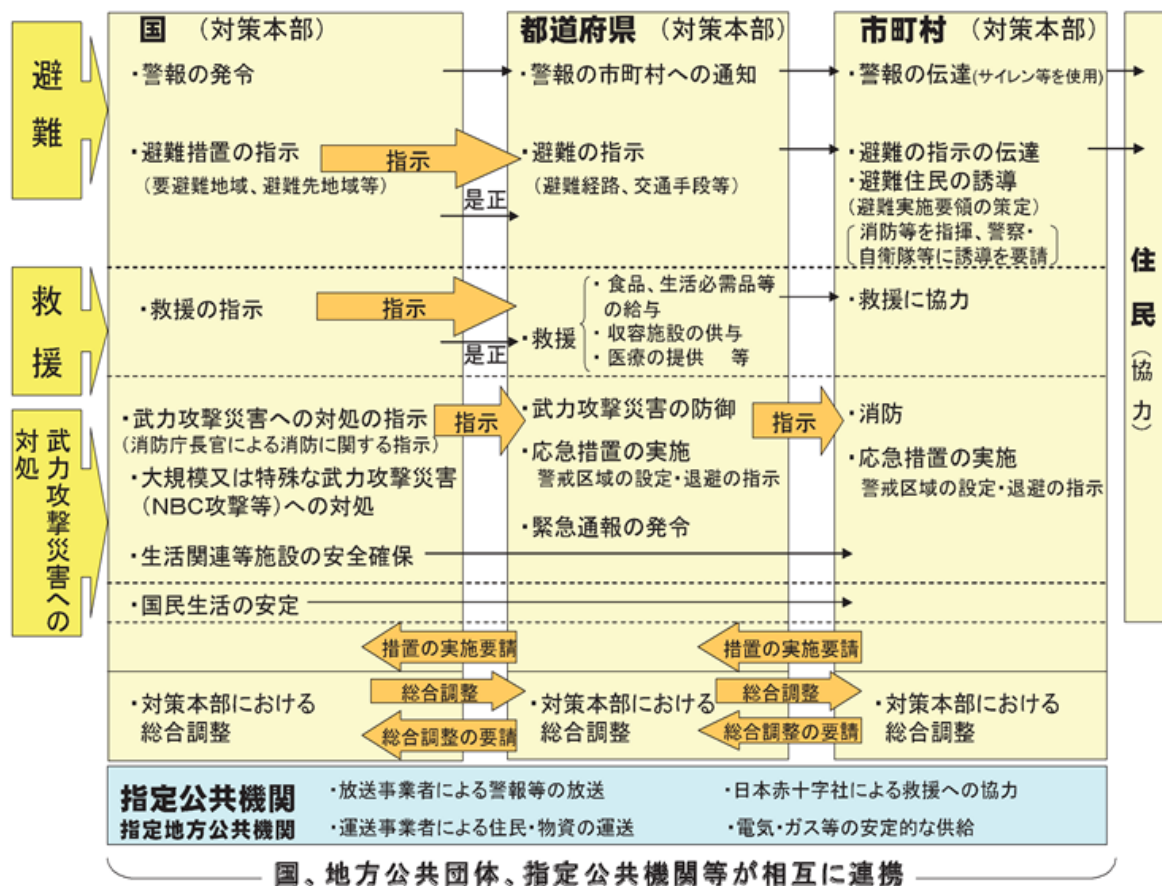 避難
救援
武力攻撃災害への
対処
国 (対策本部)
・警報の発令
・避難措置の指示
(要避難地域、避難先地域等)
指示
是正
・救援の指示
指示
是正
・武力攻撃災害への対処の指示
(消防庁長官による消防に関する指示)
指示
・大規模又は特殊な武力攻撃災害
(NBC攻撃等)への対処
・生活関連等施設の安全確保
・国民生活の安定
措置の実施要請
・対策本部における
総合調整
総合調整
総合調整の要請
都道府県 (対策本部)
・警報の市町村への通知
・避難の指示
(避難経路、交通手段等)
・救援
・食品、生活必需品等
の給与
・収容施設の供与
・医療の提供 等
・武力攻撃災害の防御
指示
・応急措置の実施
警戒区域の設定・退避の指示
・緊急通報の発令
措置の実施要請
・対策本部における
総合調整
総合調整
総合調整の要請
市町村 (対策本部)
・警報の伝達(サイレン等を使用)
・避難の指示の伝達
・避難住民の誘導
(避難実施要領の策定)
消防等を指揮、警察・
自衛隊等に誘導を要請
・救援に協力
・消防
・応急措置の実施
警戒区域の設定・退避の指示
・対策本部における
総合調整
住民(協力)
指定公共機関
指定地方公共機関
・放送事業者による警報等の放送
・日本赤十字社による救援への協力
・運送事業者による住民・物資の運送
・電気・ガス等の安定的な供給
国、地方公共団体、指定公共機関等が相互に連携